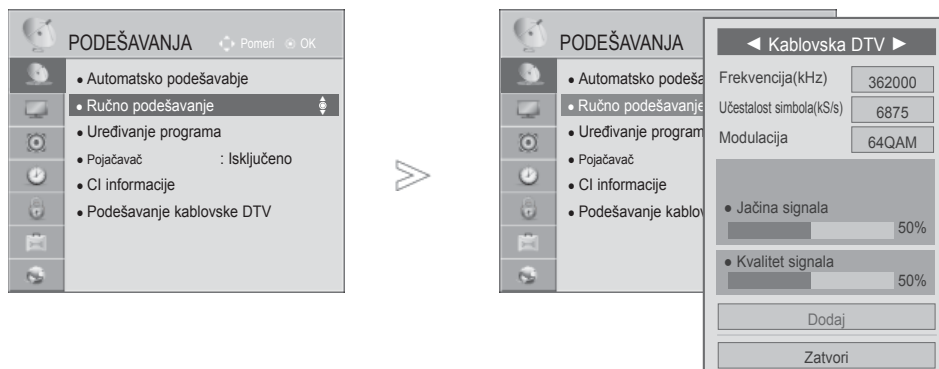 PODEŠAVANJA Pomeri OK
● Automatsko podešavabje
● Ručno podešavanje
● Uređivanje programa
● Pojačavač : Isključeno
● CI informacije
● Podešavanje kablovske DTV
PODEŠAVANJA
● Automatsko podeša
● Ručno podešavanje
● Uređivanje program
● Pojačavač
● CI informacije
● Podešavanje kablov
◄ Kablovska DTV ►
Frekvencija(kHz) 362000
Učestalost simbola(kS/s) 6875
Modulacija 64QAM
● Jačina signala
50%
● Kvalitet signala
50%
Dodaj
Zatvori